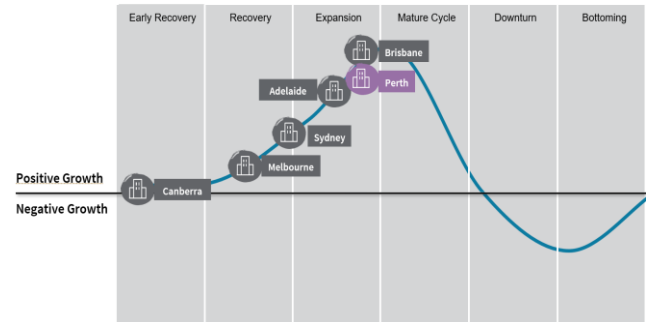 Early Recovery
Recovery
Expansion
Mature Cycle
Downturn
Bottoming
Brisbane
Perth
Adelaide
Sydney
Melbourne
Positive Growth
Canberra
Negative Growth